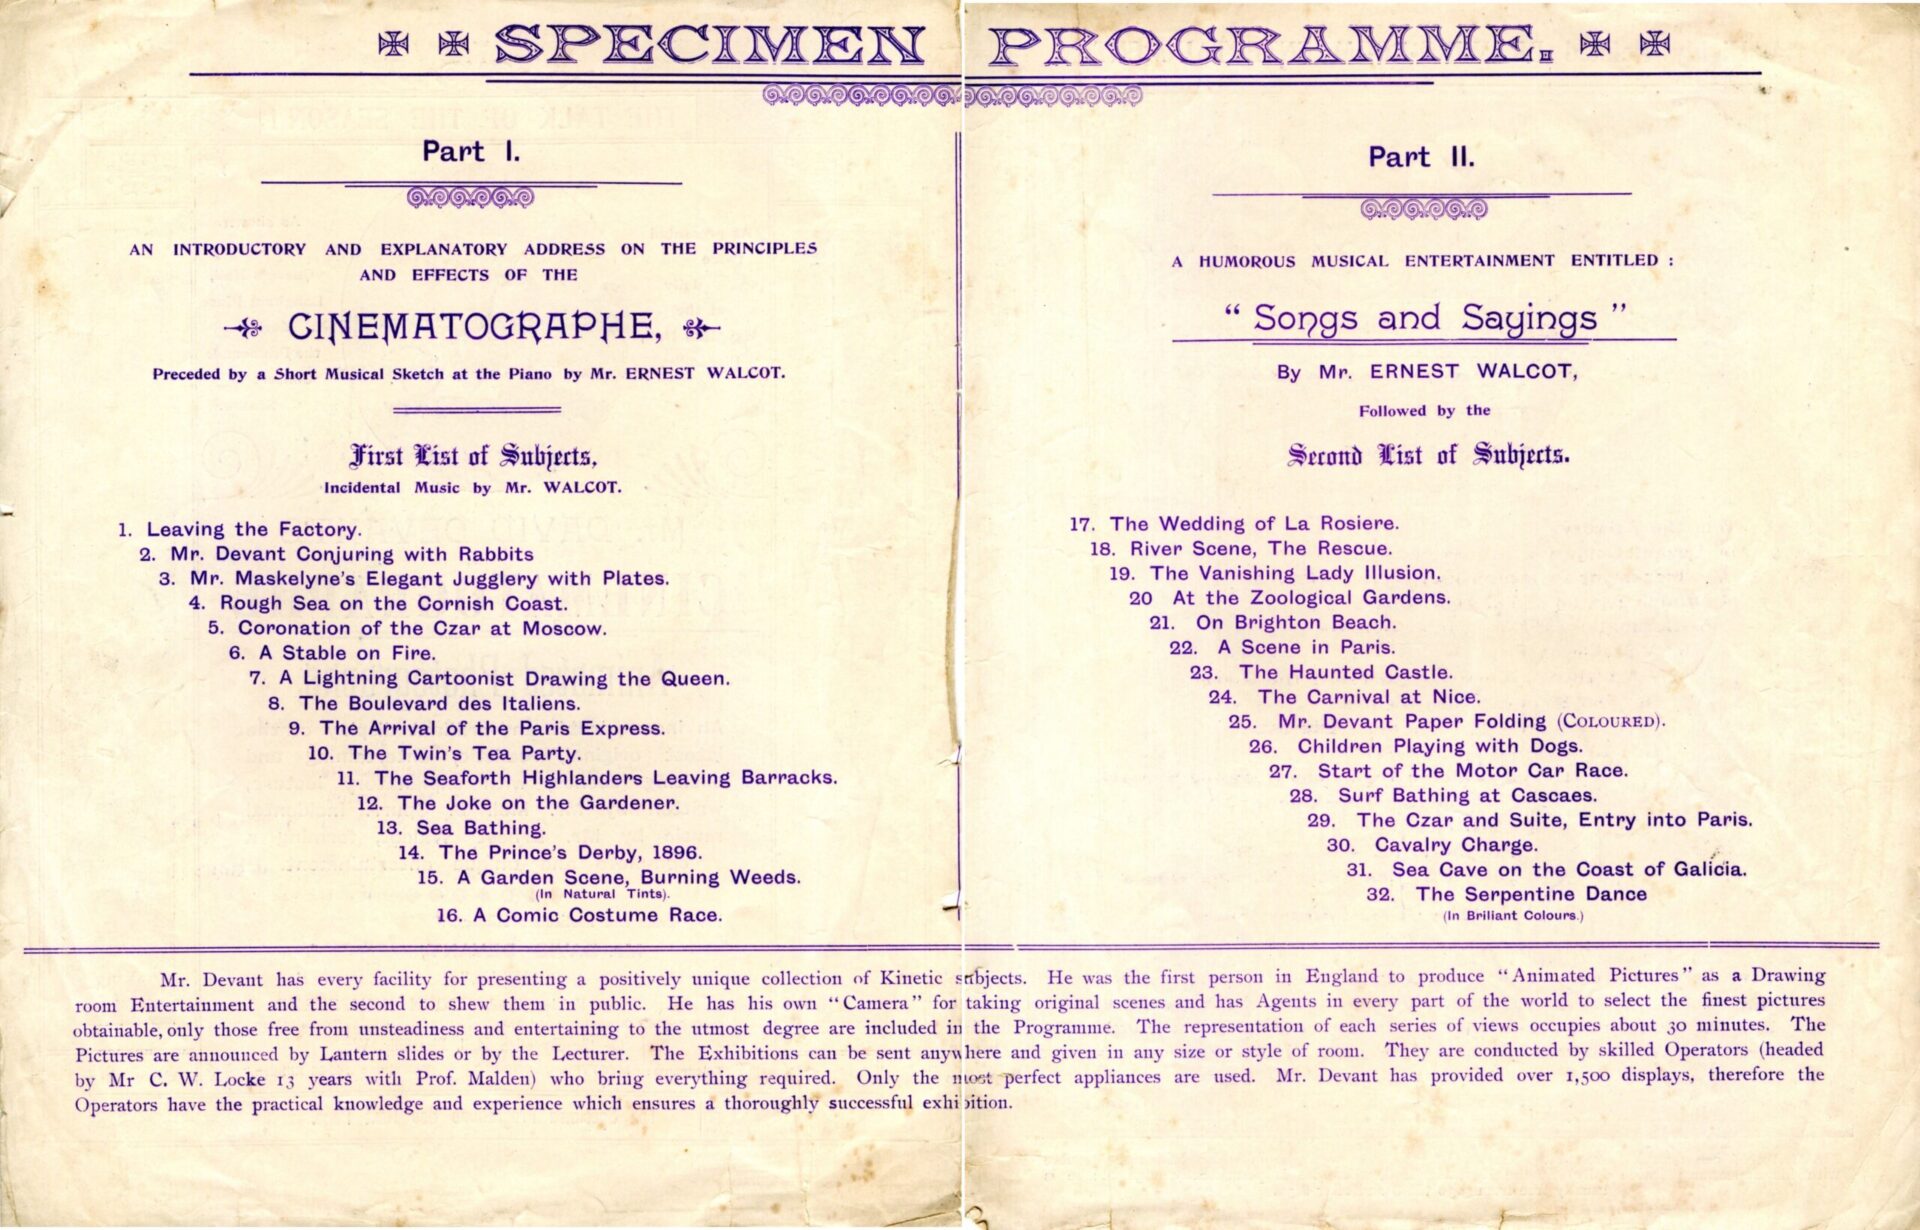 SPECIMEN PROGRAMME.
Part I.
AN INTRODUCTORY AND EXPLANATORY ADDRESS ON THE PRINCIPLES
AND EFFECTS OF THE
CINEMATOGRAPHE,
Preceded by a Short Musical Sketch at the Piano by Mr. ERNEST WALCOT.
First List of Subjects,
Incidental Music by Mr. WALCOT.
1. Leaving the Factory.
2. Mr. Devant Conjuring with Rabbits
3. Mr. Maskelyne's Elegant Jugglery with Plates.
4. Rough Sea on the Cornish Coast.
5. Coronation of the Czar at Moscow.
6. A Stable on Fire.
7. A Lightning Cartoonist Drawing the Queen.
8. The Boulevard des Italiens.
9. The Arrival of the Paris Express.
10. The Twin's Tea Party.
11. The Seaforth Highlanders Leaving Barracks.
12. The Joke on the Gardener.
13. Sea Bathing.
14. The Prince's Derby, 1896.
15. A Garden Scene, Burning Weeds.
(In Natural Tints).
16. A Comic Costume Race.
Part II.
A HUMOROUS MUSICAL ENTERTAINMENT ENTITLED :
“ Songs and Sayings ”
By Mr. ERNEST WALCOT,
Followed by the
Second List of Subjects.
17. The Wedding of La Rosiere.
18. River Scene, The Rescue.
19. The Vanishing Lady Illusion.
20 At the Zoological Gardens.
21. On Brighton Beach.
22. A Scene in Paris.
23. The Haunted Castle.
24. The Carnival at Nice.
25. Mr. Devant Paper Folding (COLOURED).
26. Children Playing with Dogs.
27. Start of the Motor Car Race.
28. Surf Bathing at Cascaes.
29. The Czar and Suite, Entry into Paris.
30. Cavalry Charge.
31. Sea Cave on the Coast of Galicia.
32. The Serpentine Dance
(In Briliant Colours.)
Mr. Devant has every facility for presenting a positively unique collection of Kinetic subjects. He was the first person in England to produce “Animated Pictures” as a Drawing
room Entertainment and the second to shew them in public. He has his own “Camera” for taking original scenes and has Agents in every part of the world to select the finest pictures
obtainable, only those free from unsteadiness and entertaining to the utmost degree are included in the Programme. The representation of each series of views occupies about 30 minutes. The
Pictures are announced by Lantern slides or by the Lecturer. The Exhibitions can be sent anywhere and given in any size or style of room. They are conducted by skilled Operators (headed
by Mr C. W. Locke 13 years with Prof. Malden) who bring everything required. Only the most perfect appliances are used. Mr. Devant has provided over 1,500 displays, therefore the
Operators have the practical knowledge and experience which ensures a thoroughly successful exhibition.